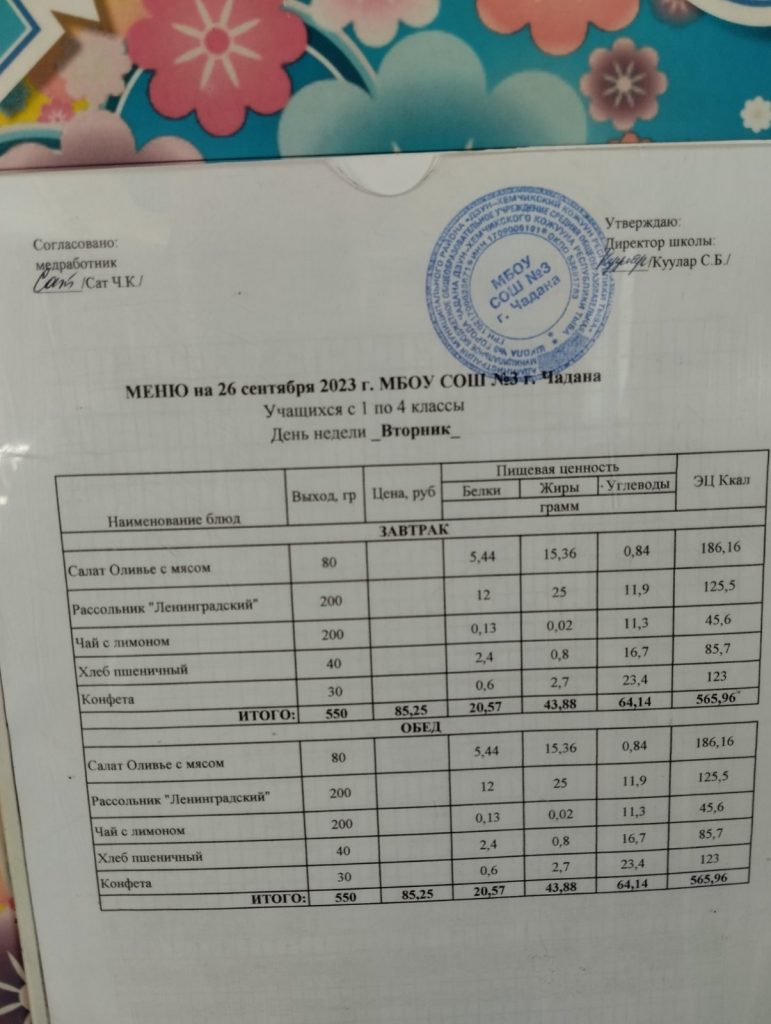 Согласовано:
медработник
/Сат Ч.К./
Утверждаю:
Директор школы:
/Куулар С.Б./
МБОУ
СОШ №3
г. Чадана
МЕНЮ на 26 сентября 2023 г. МБОУ СОШ №3 г. Чадана
Учащихся с 1 по 4 классы
День недели _Вторник_
Наименование блюд Выход, гр Цена, руб Пищевая ценность ЭЦ Ккал
Белки Жиры Углеводы
грамм
ЗАВТРАК
Салат Оливье с мясом 80 5,44 15,36 0,84 186,16
Рассольник "Ленинградский" 200 12 25 11,9 125,5
Чай с лимоном 200 0,13 0,02 11,3 45,6
Хлеб пшеничный 40 2,4 0,8 16,7 85,7
Конфета 30 0,6 2,7 23,4 123
ИТОГО: 550 85,25 20,57 43,88 64,14 565,96
ОБЕД
Салат Оливье с мясом 80 5,44 15,36 0,84 186,16
Рассольник "Ленинградский" 200 12 25 11,9 125,5
Чай с лимоном 200 0,13 0,02 11,3 45,6
Хлеб пшеничный 40 2,4 0,8 16,7 85,7
Конфета 30 0,6 2,7 23,4 123
ИТОГО: 550 85,25 20,57 43,88 64,14 565,96